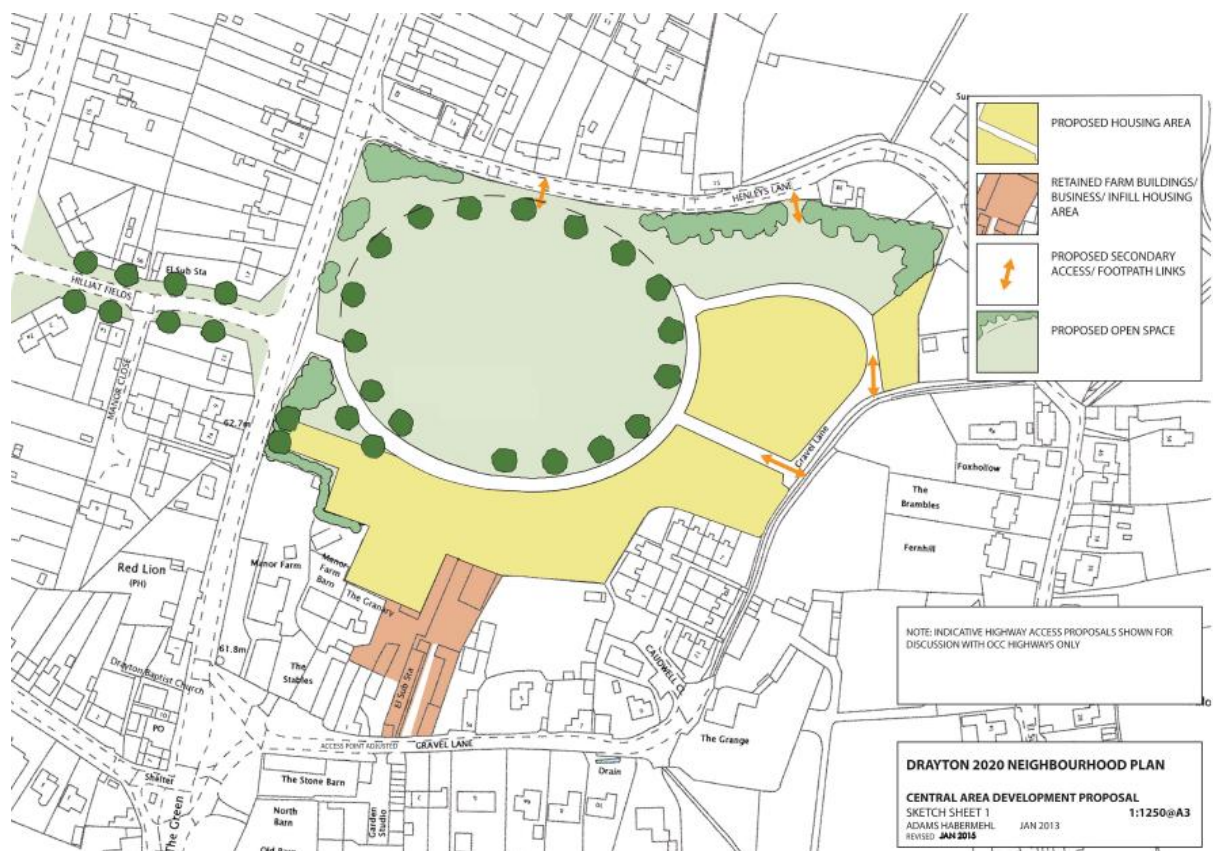 PROPOSED HOUSING AREA
RETAINED FARM BUILDINGS/
BUSINESS/ INFILL HOUSING
AREA
PROPOSED SECONDARY
ACCESS/ FOOTPATH LINKS
PROPOSED OPEN SPACE
HENLEYS LANE
El Sub Sta
HILLIAT FIELDS
MANOR CLOSE
62.7m
Gravel Lane
Foxhollow
The
Brambles
Fernhill
Red Lion
(PH)
Manor Farm
Manor
Farm
Barn
The Granary
61.8m
Drayton Baptist Church
The
Stables
El Sub Sta
CAUDWELL CL
PO
ACCESS POINT ADJUSTED
GRAVEL LANE
The Grange
Shelter
The Stone Barn
Drain
The Green
North
Barn
Garden
Studio
NOTE: INDICATIVE HIGHWAY ACCESS PROPOSALS SHOWN FOR
DISCUSSION WITH OCC HIGHWAYS ONLY
DRAYTON 2020 NEIGHBOURHOOD PLAN
CENTRAL AREA DEVELOPMENT PROPOSAL
SKETCH SHEET 1 1:1250@A3
ADAMS HABERMEHL JAN 2013
REVISED JAN 2015